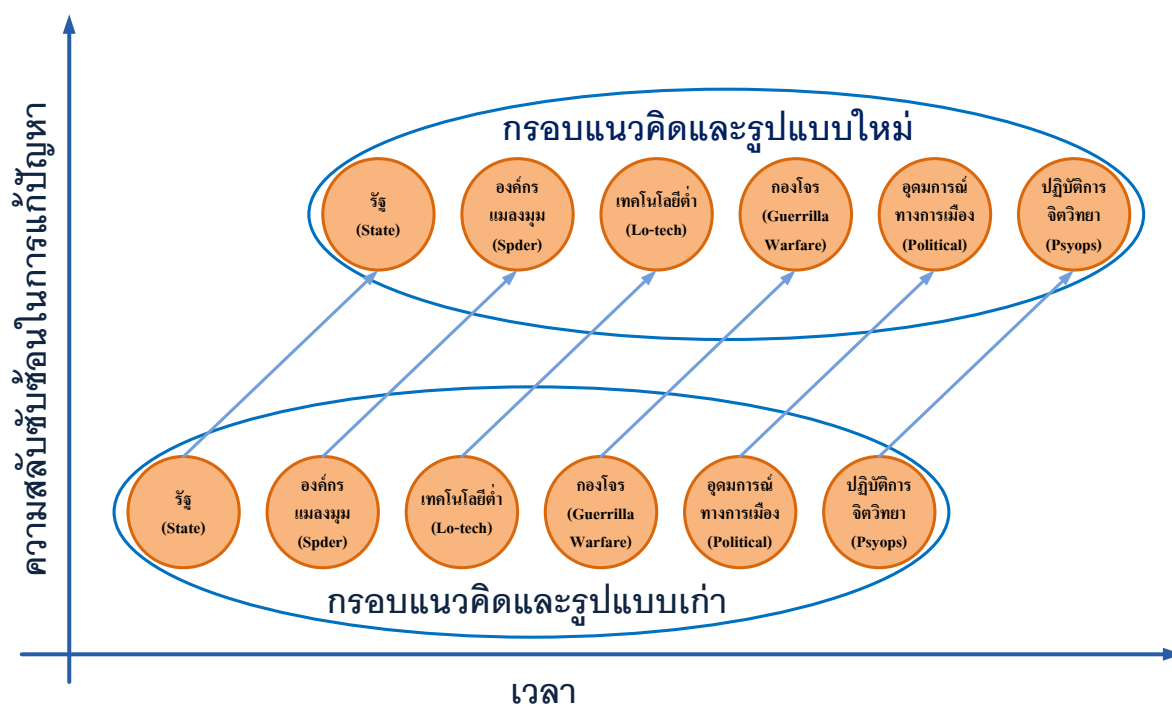 ความสลับซับซ้อนในการแก้ปัญหา
กรอบแนวคิดและรูปแบบใหม่
รัฐ
(State)
องค์กร
แมลงมุม
(Spder)
เทคโนโลยีต่ำ
(Lo-tech)
กองโจร
(Guerrilla
Warfare)
อุดมการณ์
ทางการเมือง
(Political)
ปฏิบัติการ
จิตวิทยา
(Psyops)
รัฐ
(State)
องค์กร
แมลงมุม
(Spder)
เทคโนโลยีต่ำ
(Lo-tech)
กองโจร
(Guerrilla
Warfare)
อุดมการณ์
ทางการเมือง
(Political)
ปฏิบัติการ
จิตวิทยา
(Psyops)
กรอบแนวคิดและรูปแบบเก่า
เวลา